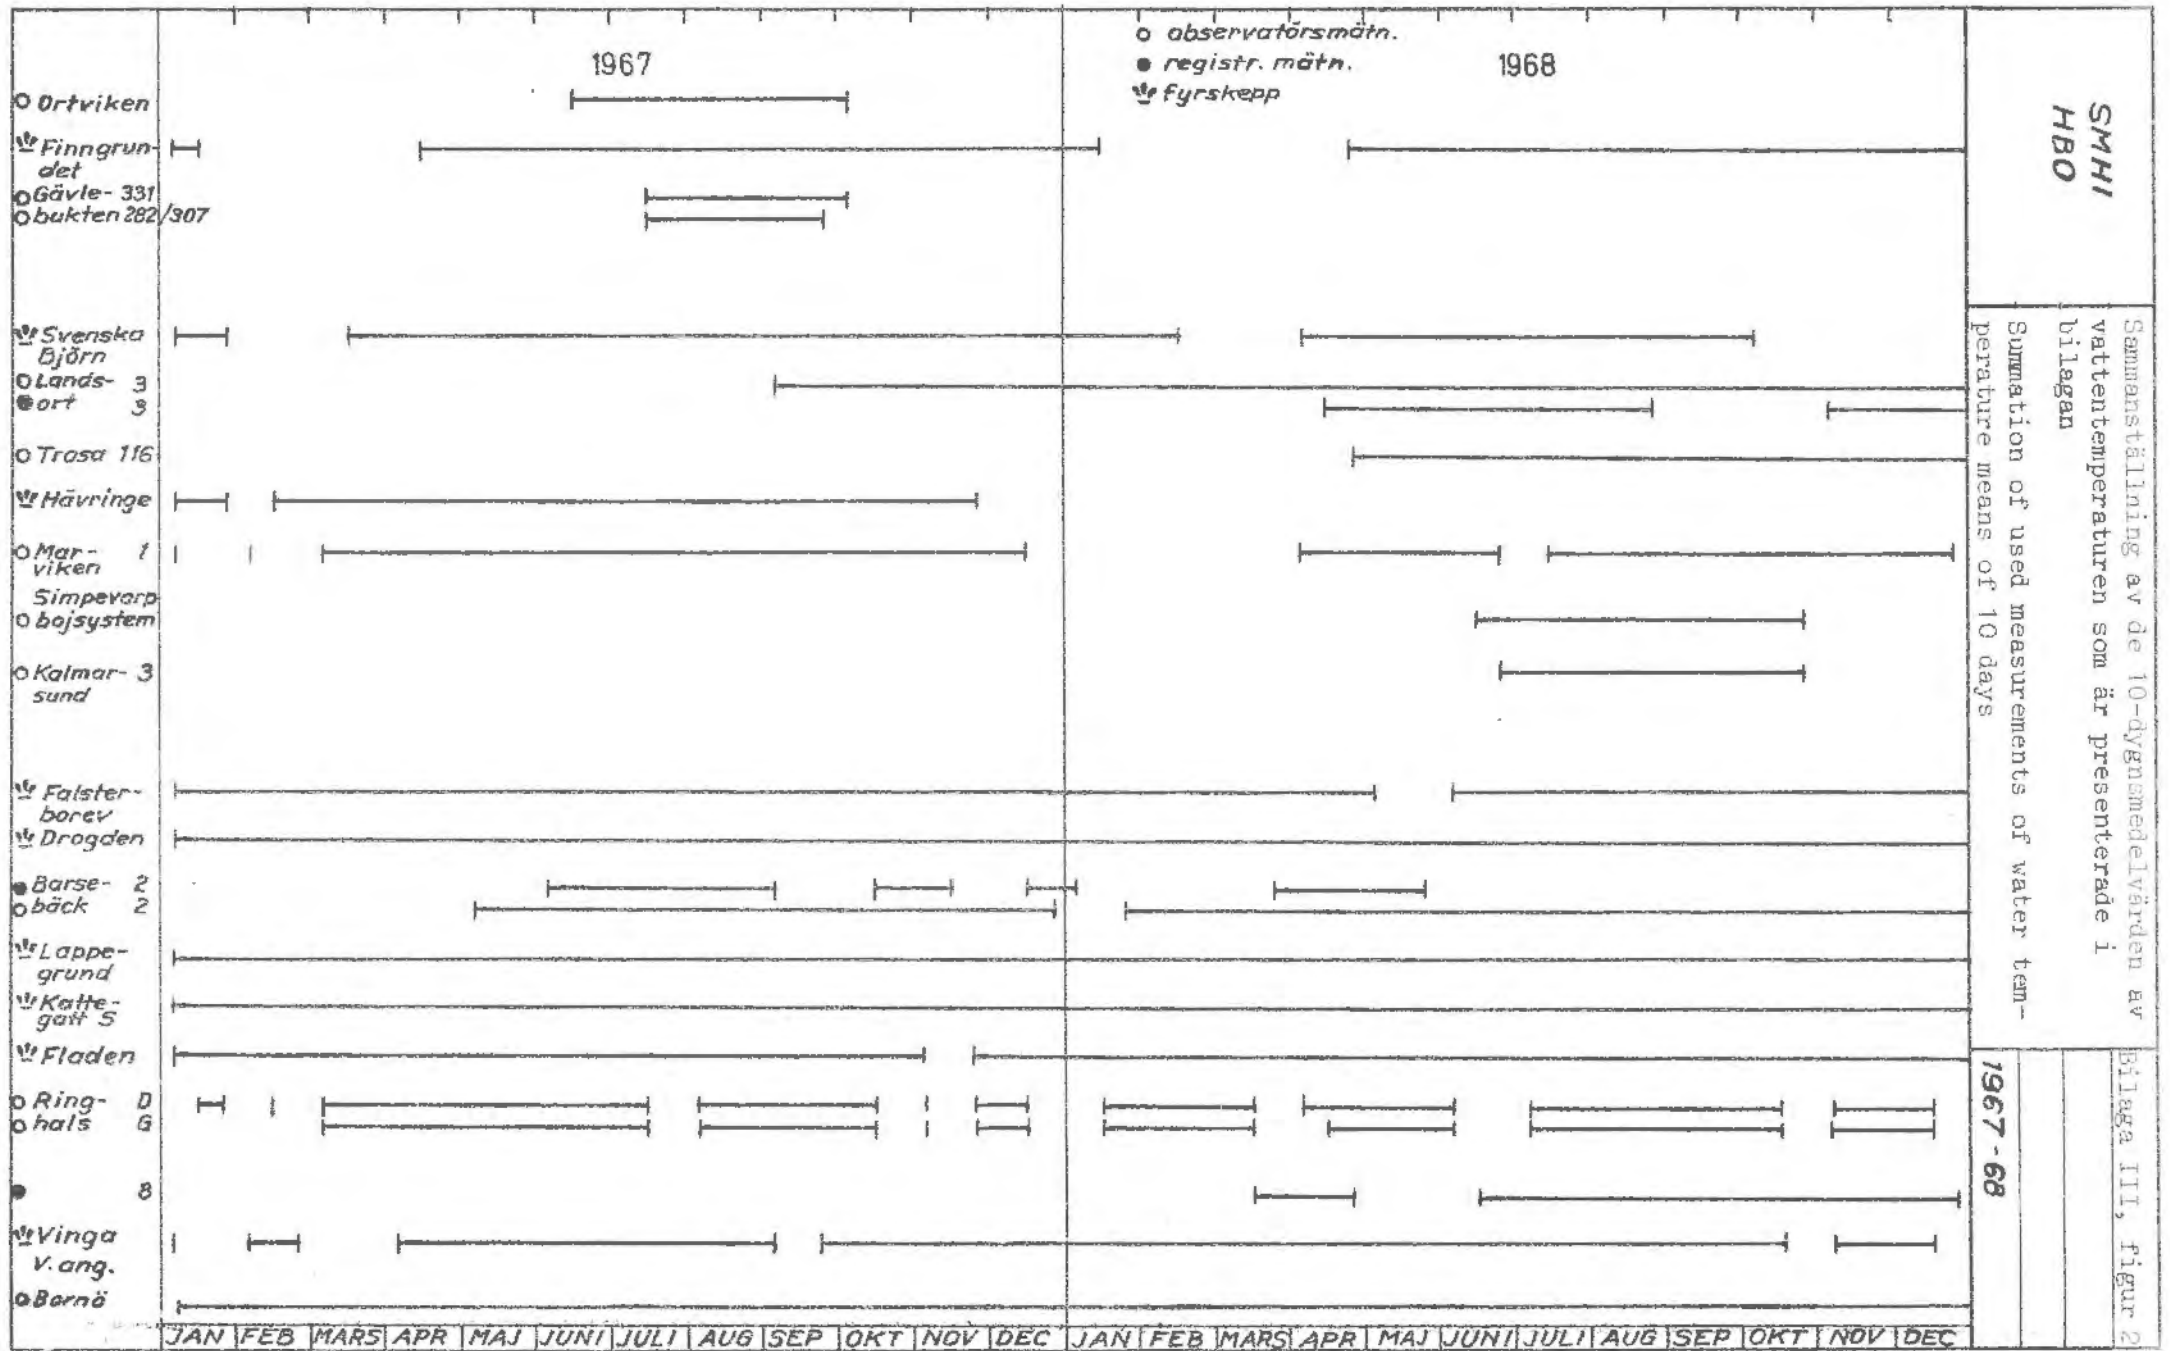 1967
o observatörsmätn.
● registr. mätn.
fyrskepp
1968
Ortviken
Finngrun-
det
Gävle- 331
bukten 282/307
Svenska
Björn
Lands- 3
ort 3
Trosa 116
Hävringe
Mar- 1
viken
Simpevarp
bojsystem
Kalmar- 3
sund
Falster-
borev
Drogden
Barse- 2
bäck 2
Lappe-
grund
Katte-
gatt S
Fladen
Ring- D
hals G
8
Vinga
V. ang.
Bornö
JAN FEB MARS APR MAJ JUNI JULI AUG SEP OKT NOV DEC JAN FEB MARS APR MAJ JUNI JULI AUG SEP OKT NOV DEC
SMHI
HBO
Sammanställning av de 10-dygnsmedelvärden av
vattentemperaturen som är presenterade i
bilagan
Summation of used measurements of water tem-
perature means of 10 days
Bilaga III, figur 2
1967-68